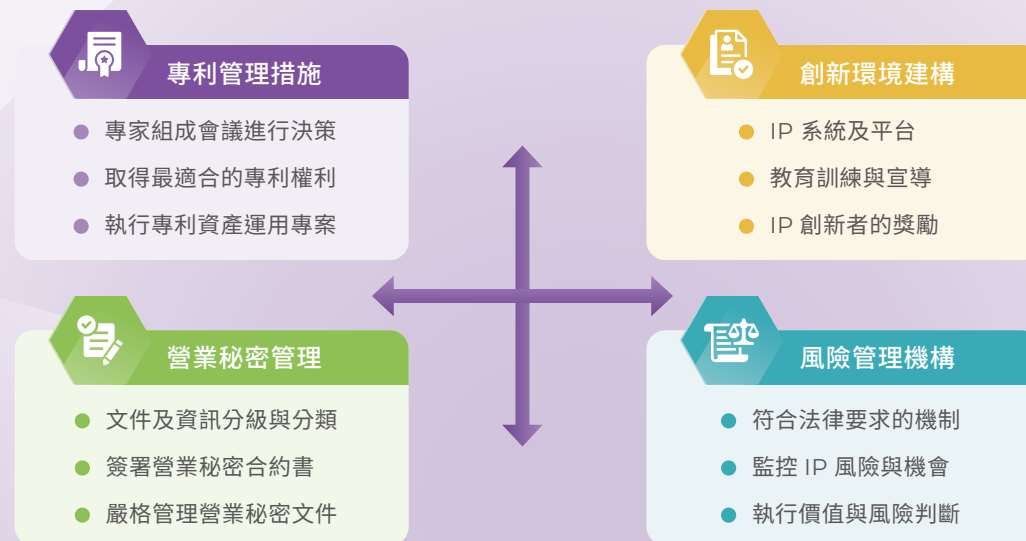 專利管理措施
專家組成會議進行決策
取得最適合的專利權利
執行專利資產運用專案
創新環境建構
IP 系統及平台
教育訓練與宣導
IP 創新者的獎勵
營業秘密管理
文件及資訊分級與分類
簽署營業秘密合約書
嚴格管理營業秘密文件
風險管理機構
符合法律要求的機制
監控 IP 風險與機會
執行價值與風險判斷